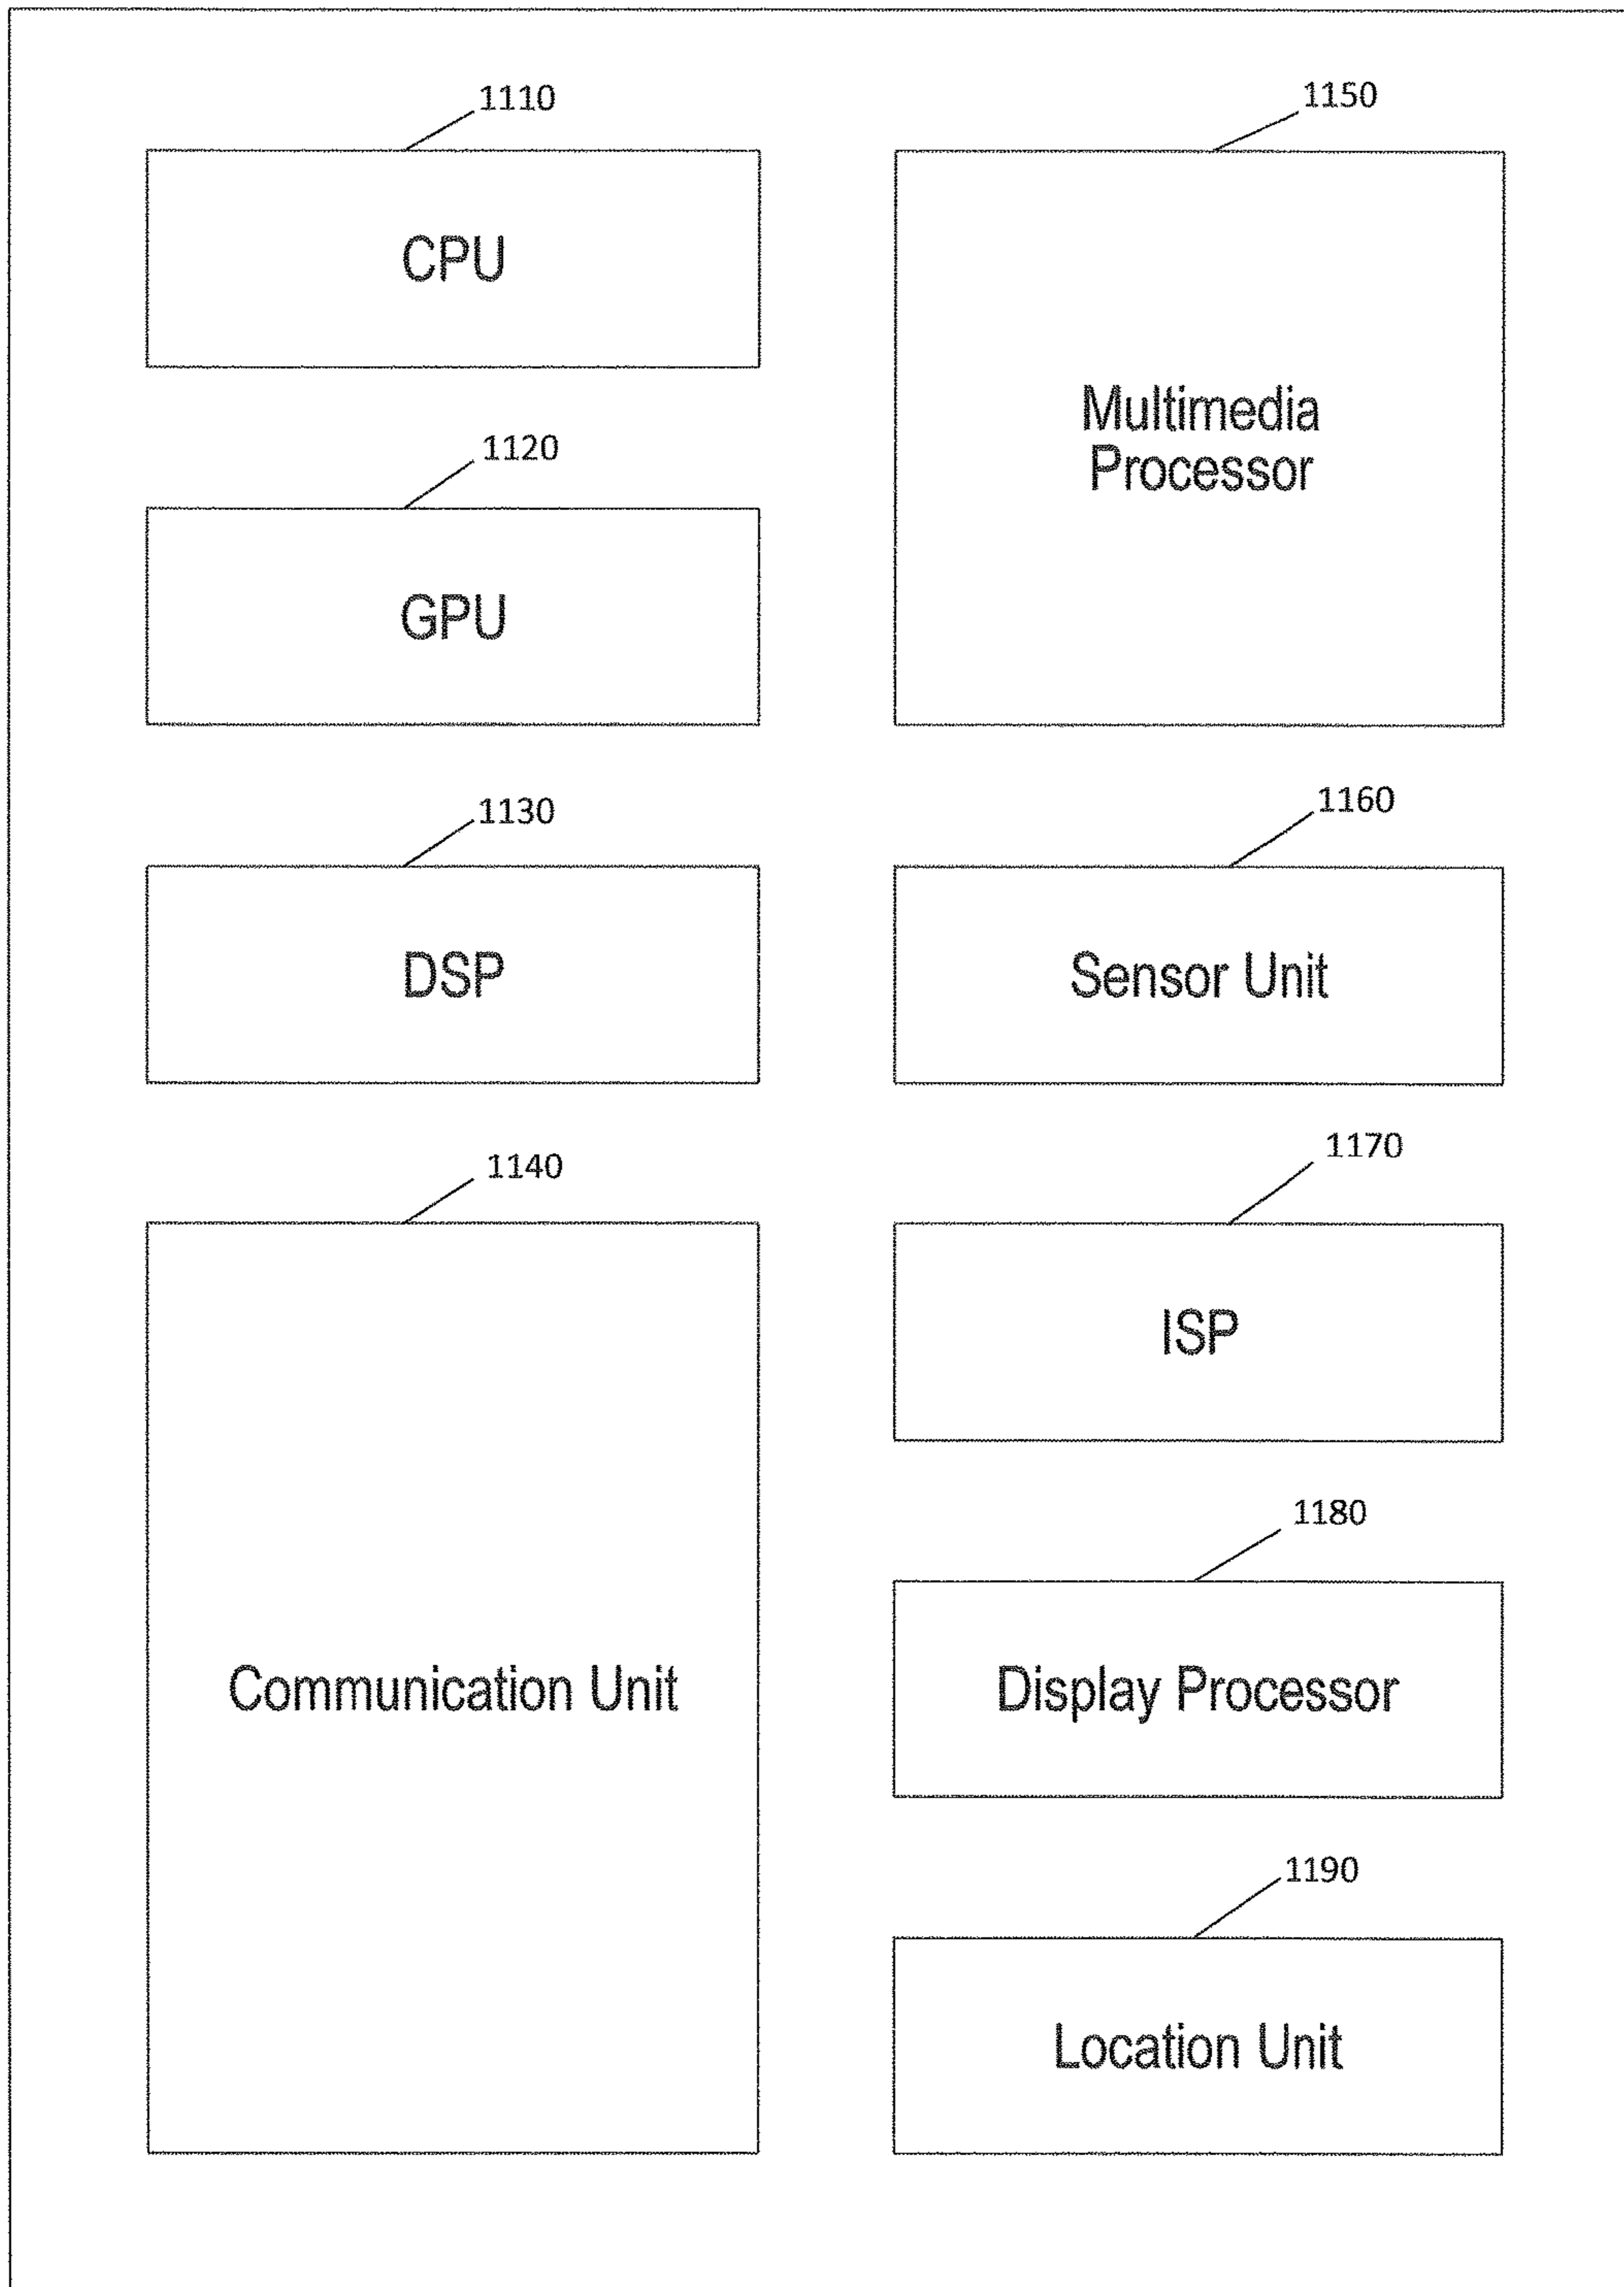 1110
CPU
1120
GPU
1130
DSP
1140
Communication Unit
1150
Multimedia
Processor
1160
Sensor Unit
1170
ISP
1180
Display Processor
1190
Location Unit